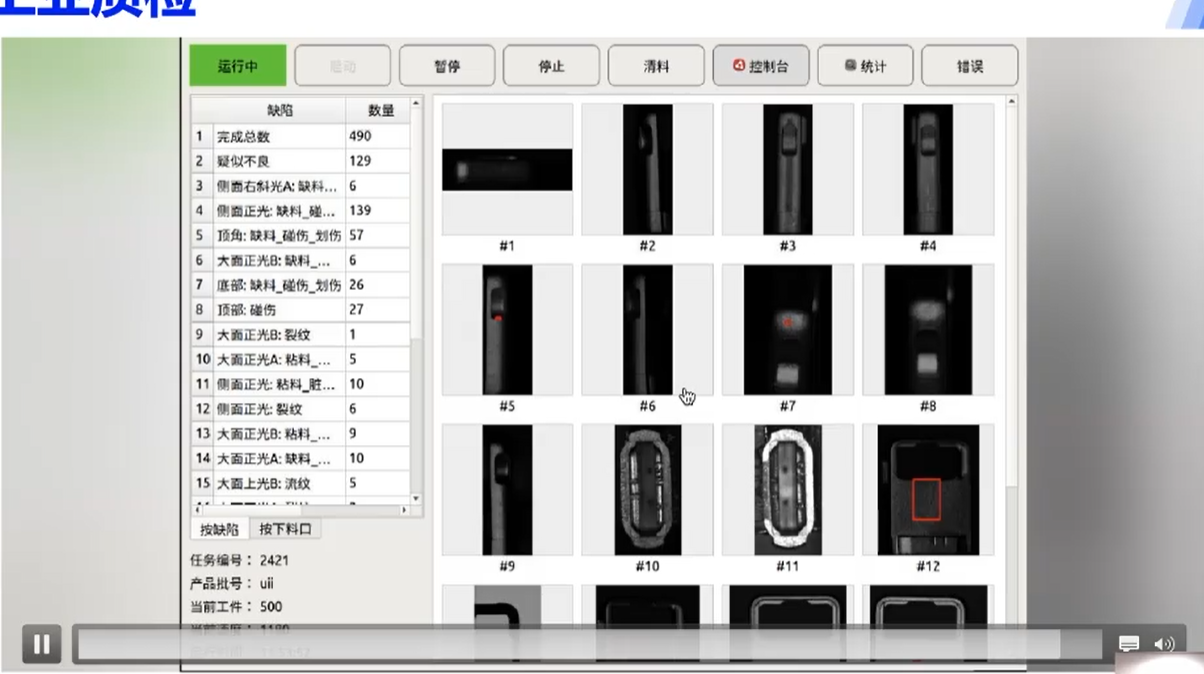 工业质检
运行中 启动 暂停 停止 清料 控制台 统计 错误
缺陷 数量
1 完成总数 490
2 疑似不良 129
3 侧面右斜光A: 缺料... 6
4 侧面正光: 缺料_碰... 139
5 顶角: 缺料_碰伤_划伤 57
6 大面正光B: 缺料_... 6
7 底部: 缺料_碰伤_划伤 26
8 顶部: 碰伤 27
9 大面正光B: 裂纹 1
10 大面正光A: 粘料_... 5
11 侧面正光: 粘料_脏... 10
12 侧面正光: 裂纹 6
13 大面正光B: 粘料_... 9
14 大面正光A: 缺料_... 10
15 大面上光B: 流纹 5
按缺陷 按下料口
任务编号： 2421
产品批号： uii
当前工件： 500
#1 #2 #3 #4
#5 #6 #7 #8
#9 #10 #11 #12